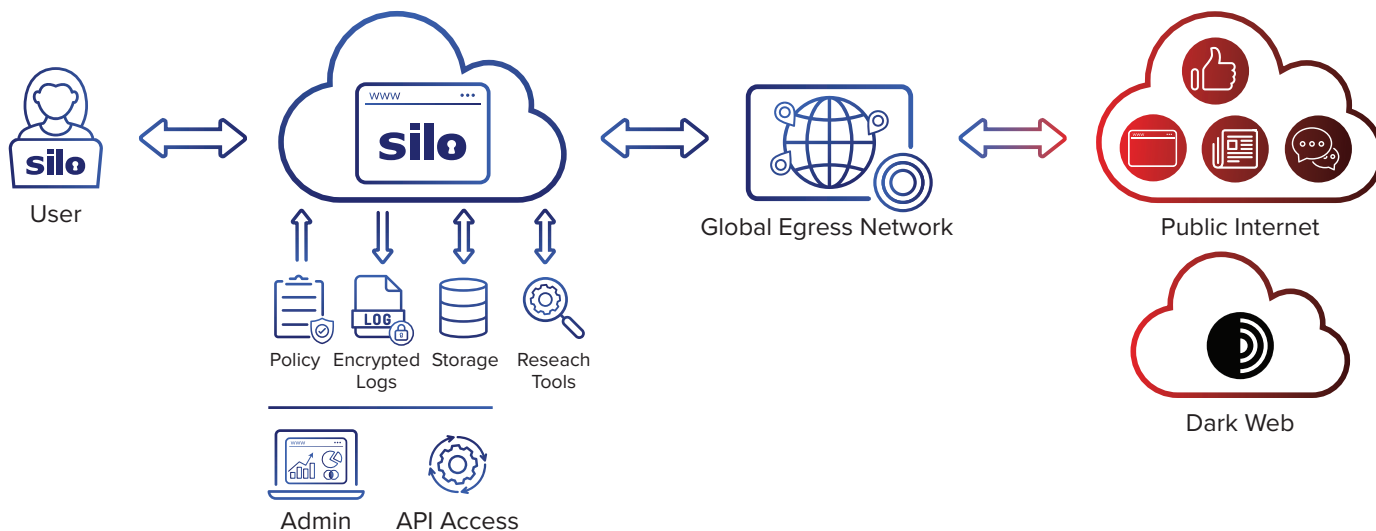 www
silo
silo
User
Global Egress Network
Public Internet
LOG
Policy
Encrypted
Logs
Storage
Reseach
Tools
Dark Web
www
Admin
API Access